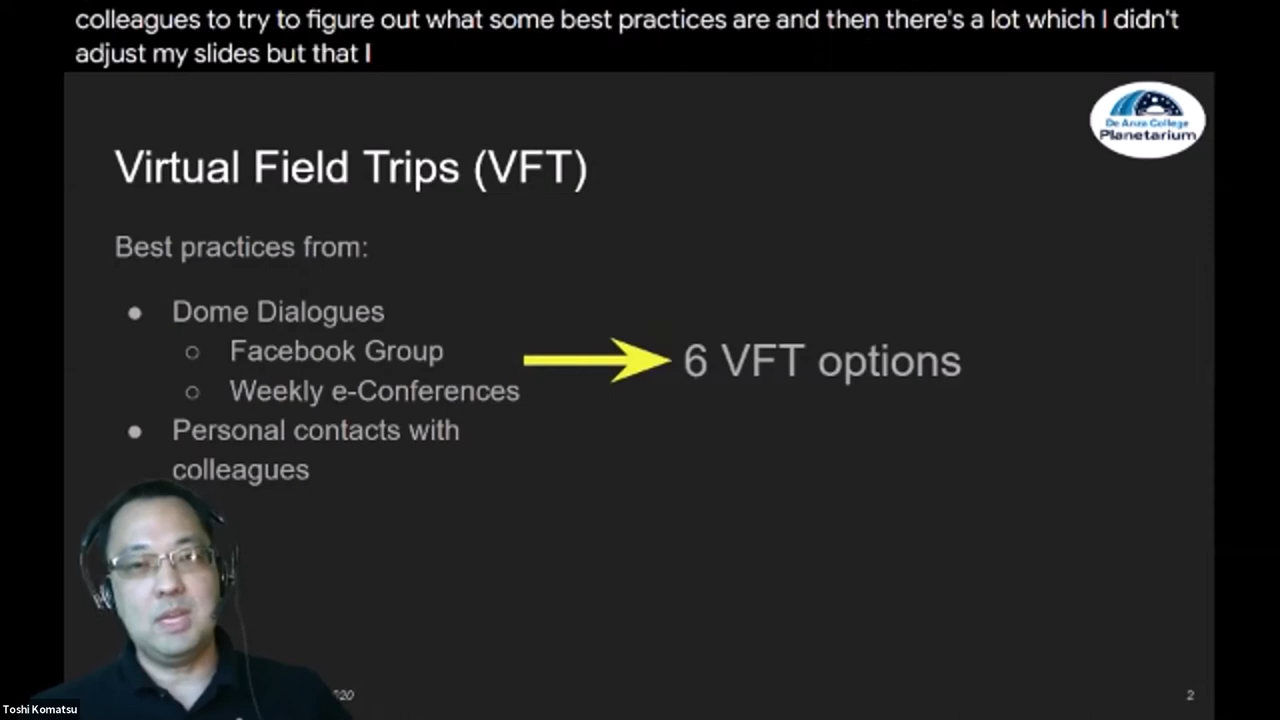 colleagues to try to figure out what some best practices are and then there's a lot which I didn't
adjust my slides but that I
De Anza College
Planetarium
Virtual Field Trips (VFT)
Best practices from:
● Dome Dialogues
○ Facebook Group
○ Weekly e-Conferences
● Personal contacts with
colleagues
6 VFT options
020
2
Toshi Komatsu